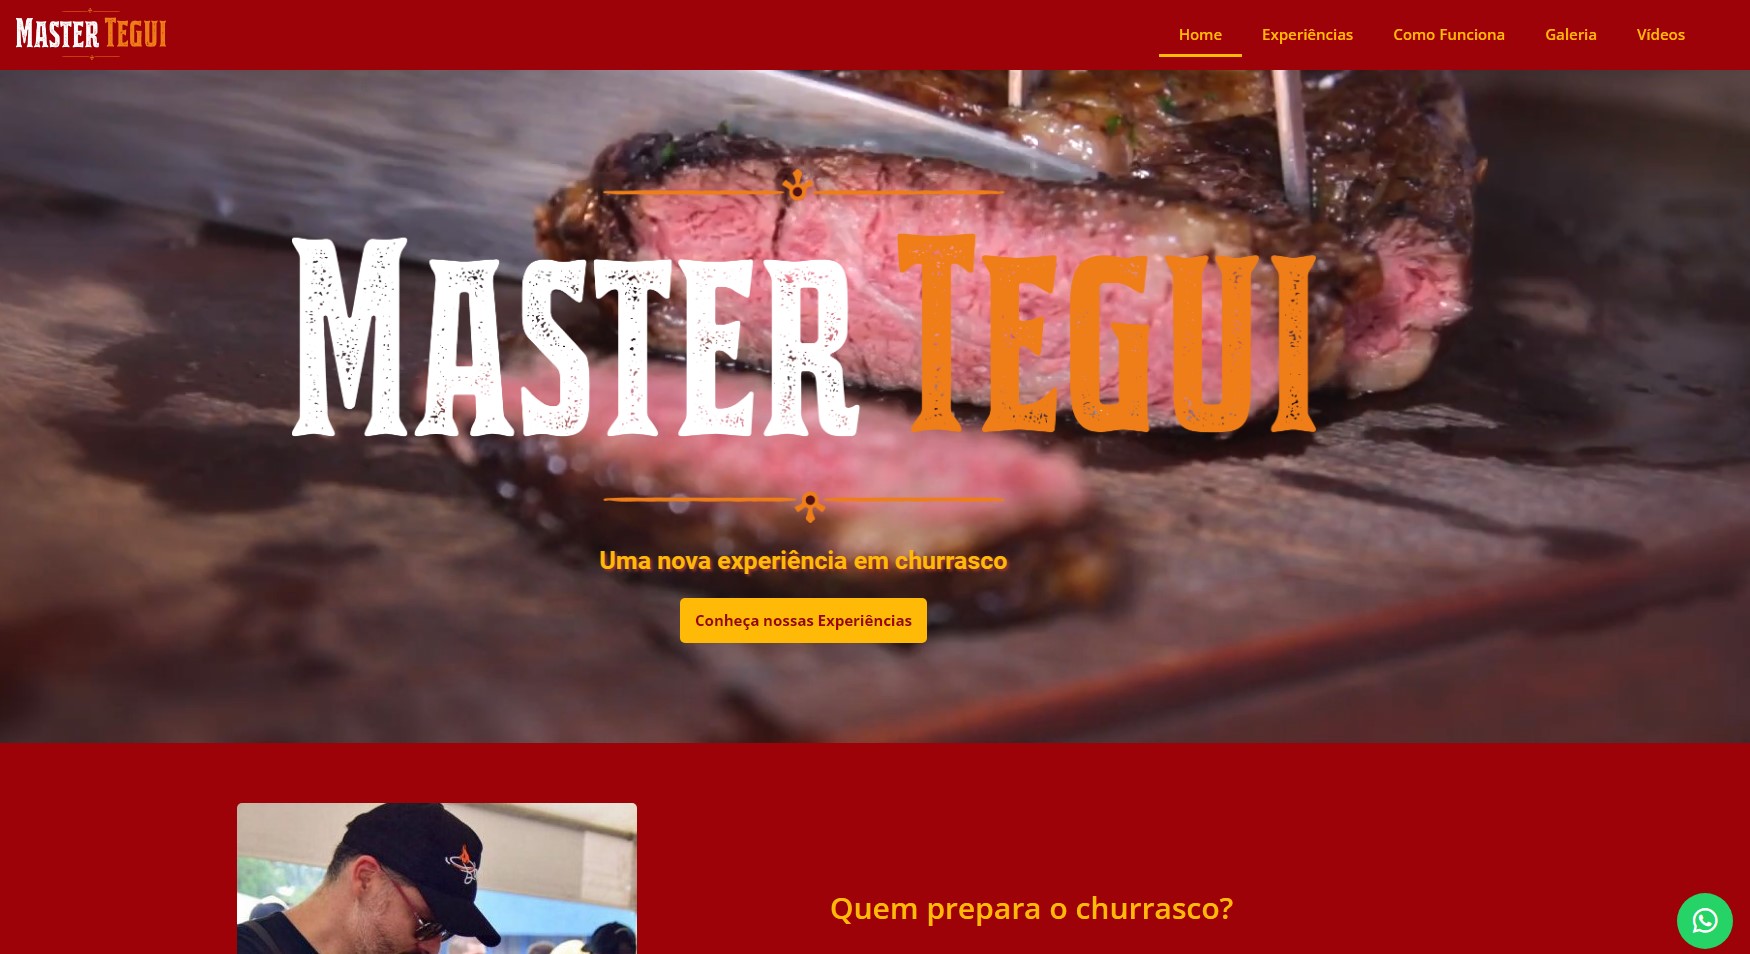 Master Tegui
Home
Experiências
Como Funciona
Galeria
Vídeos
Master Tegui
Uma nova experiência em churrasco
Conheça nossas Experiências
Quem prepara o churrasco?